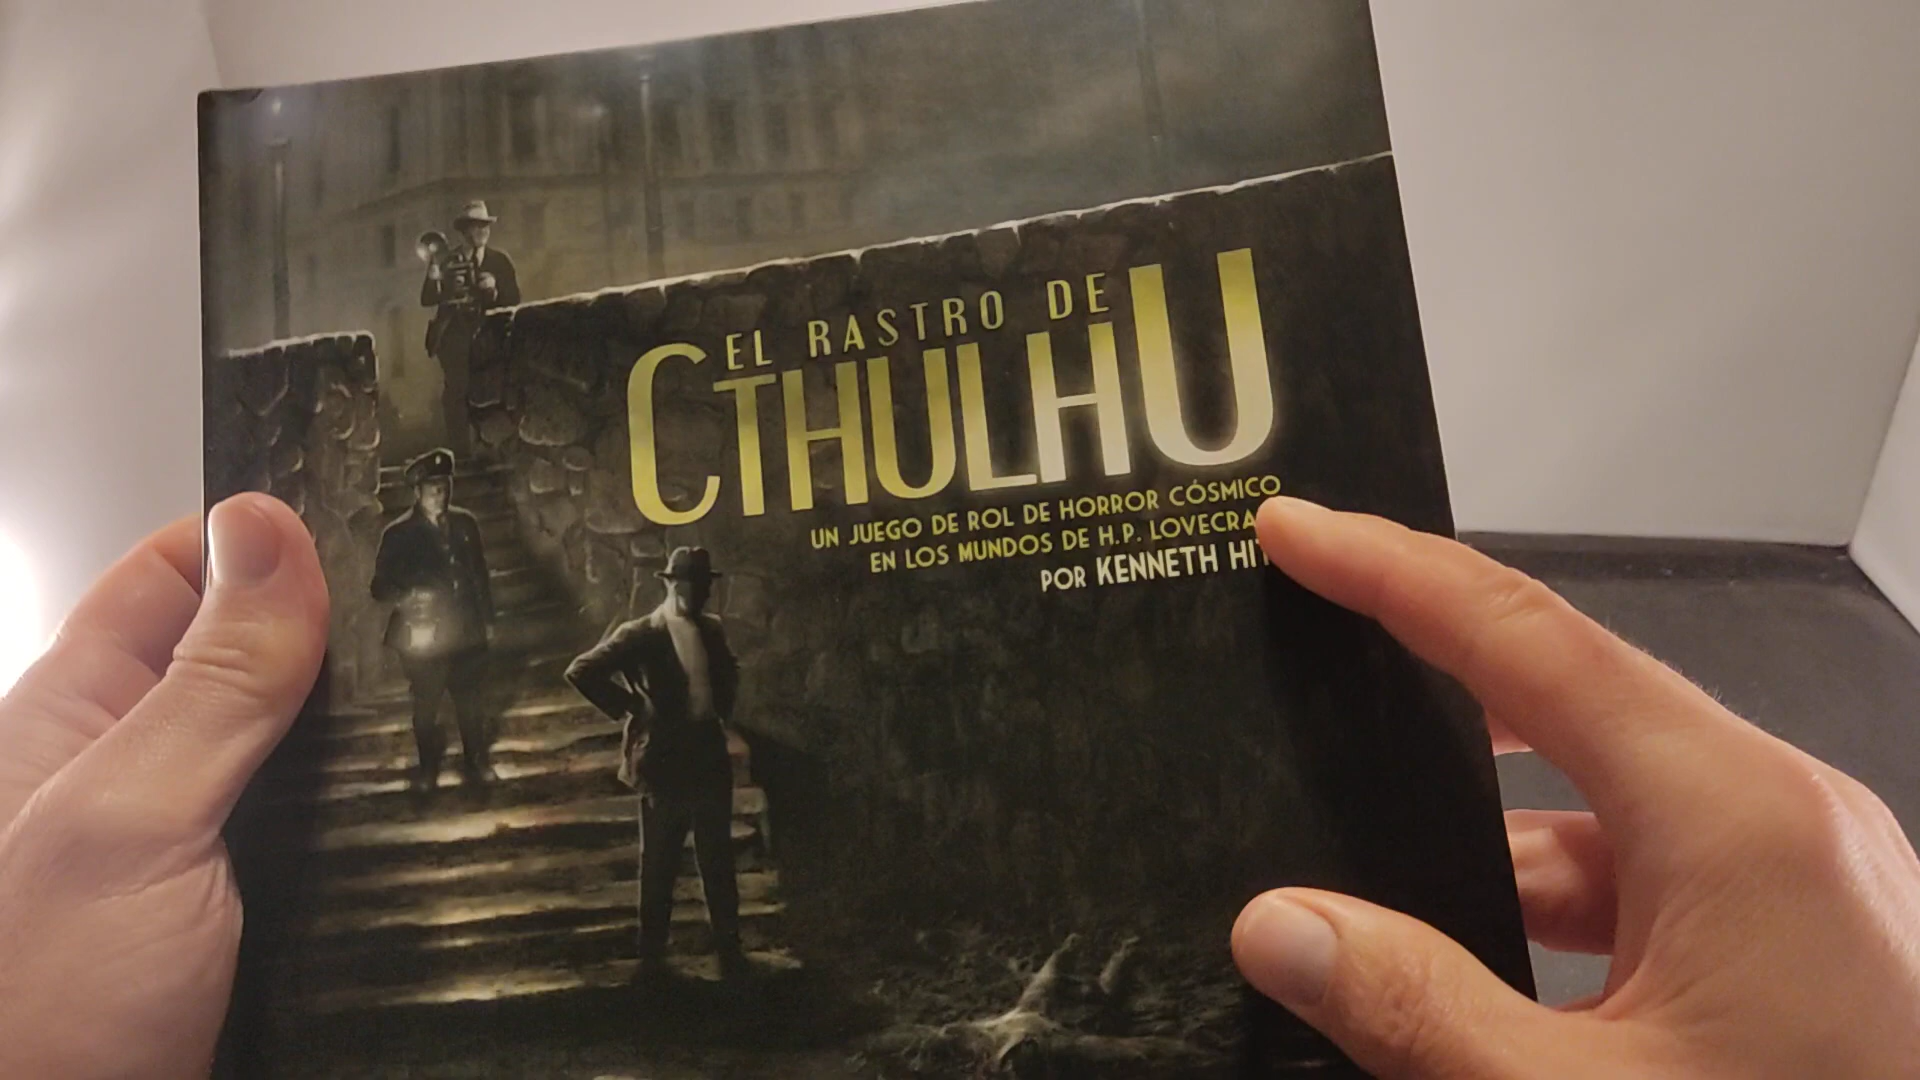 EL RASTRO DE
CTHULHU
UN JUEGO DE ROL DE HORROR CÓSMICO
EN LOS MUNDOS DE H.P.
POR KENNETH